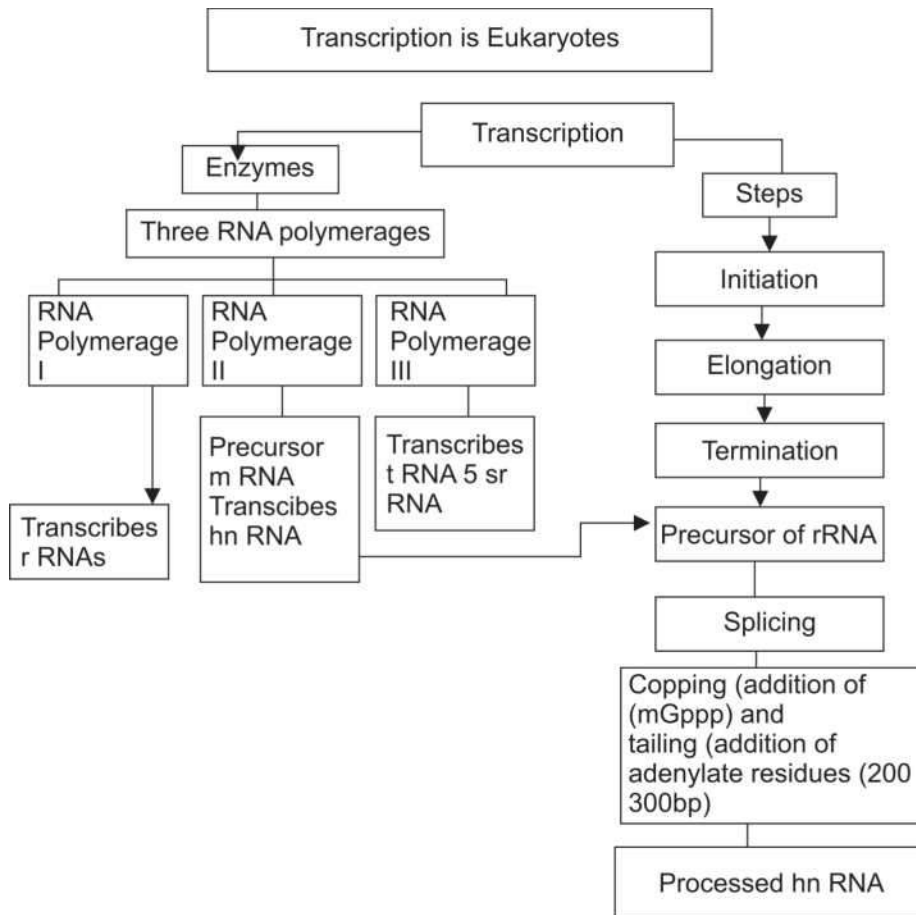 Transcription is Eukaryotes
Transcription
Enzymes
Steps
Three RNA polymerages
Initiation
RNA
Polymerage
I
RNA
Polymerage
II
RNA
Polymerage
III
Elongation
Precursor
m RNA
Transcibes
hn RNA
Transcribes
t RNA 5 sr
RNA
Termination
Transcribes
r RNAs
Precursor of rRNA
Splicing
Copping (addition of
(mGppp) and
tailing (addition of
adenylate residues (200
300bp)
Processed hn RNA